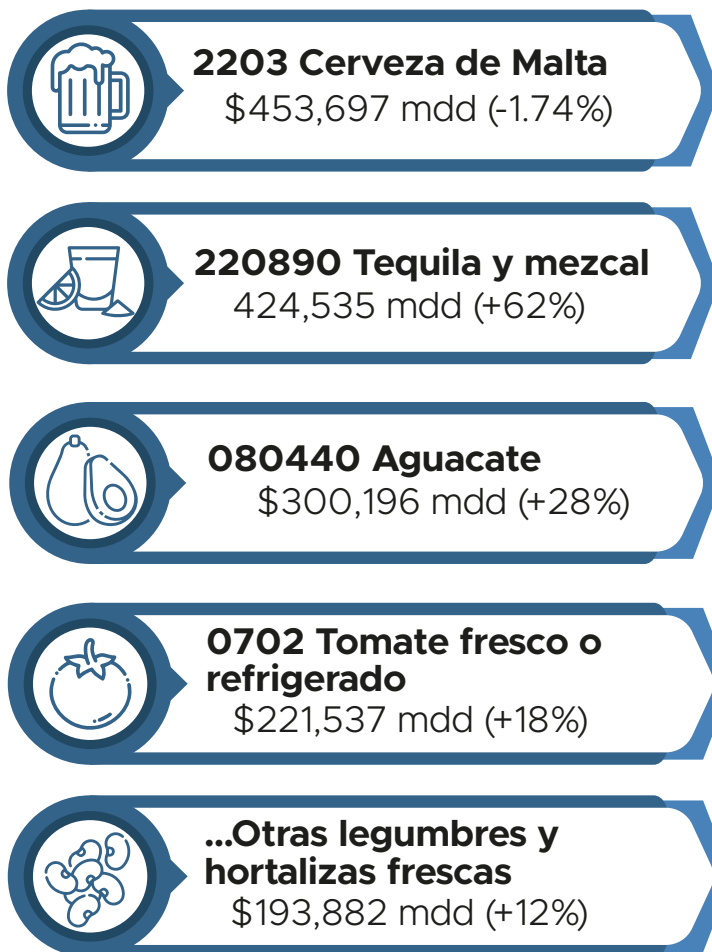 2203 Cerveza de Malta
$453,697 mdd (-1.74%)
220890 Tequila y mezcal
424,535 mdd (+62%)
080440 Aguacate
$300,196 mdd (+28%)
0702 Tomate fresco o
refrigerado
$221,537 mdd (+18%)
...Otras legumbres y
hortalizas frescas
$193,882 mdd (+12%)